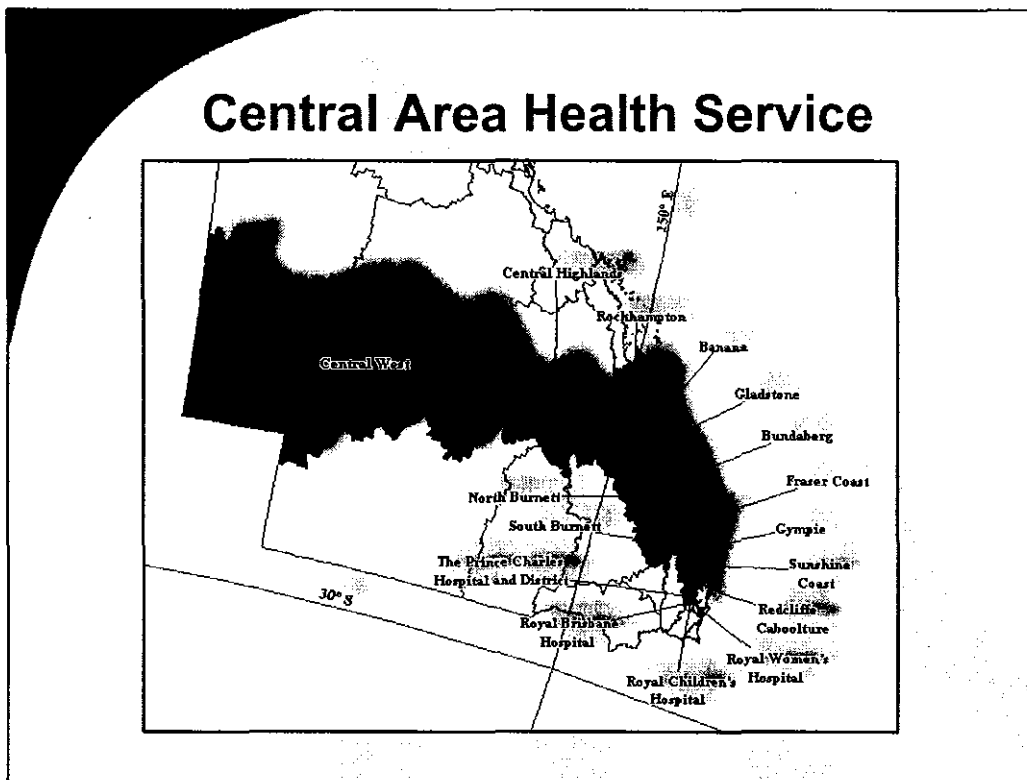 Central Area Health Service
150° E
Central Highlands
Rockhampton
Banana
Central West
Gladstone
Bundaberg
Fraser Coast
North Burnett
South Burnett
Gympie
The Prince Charles
Hospital and District
Sunshine
Coast
30° S
Redcliffe
Caboolture
Royal Brisbane
Hospital
Royal Women's
Hospital
Royal Children's
Hospital